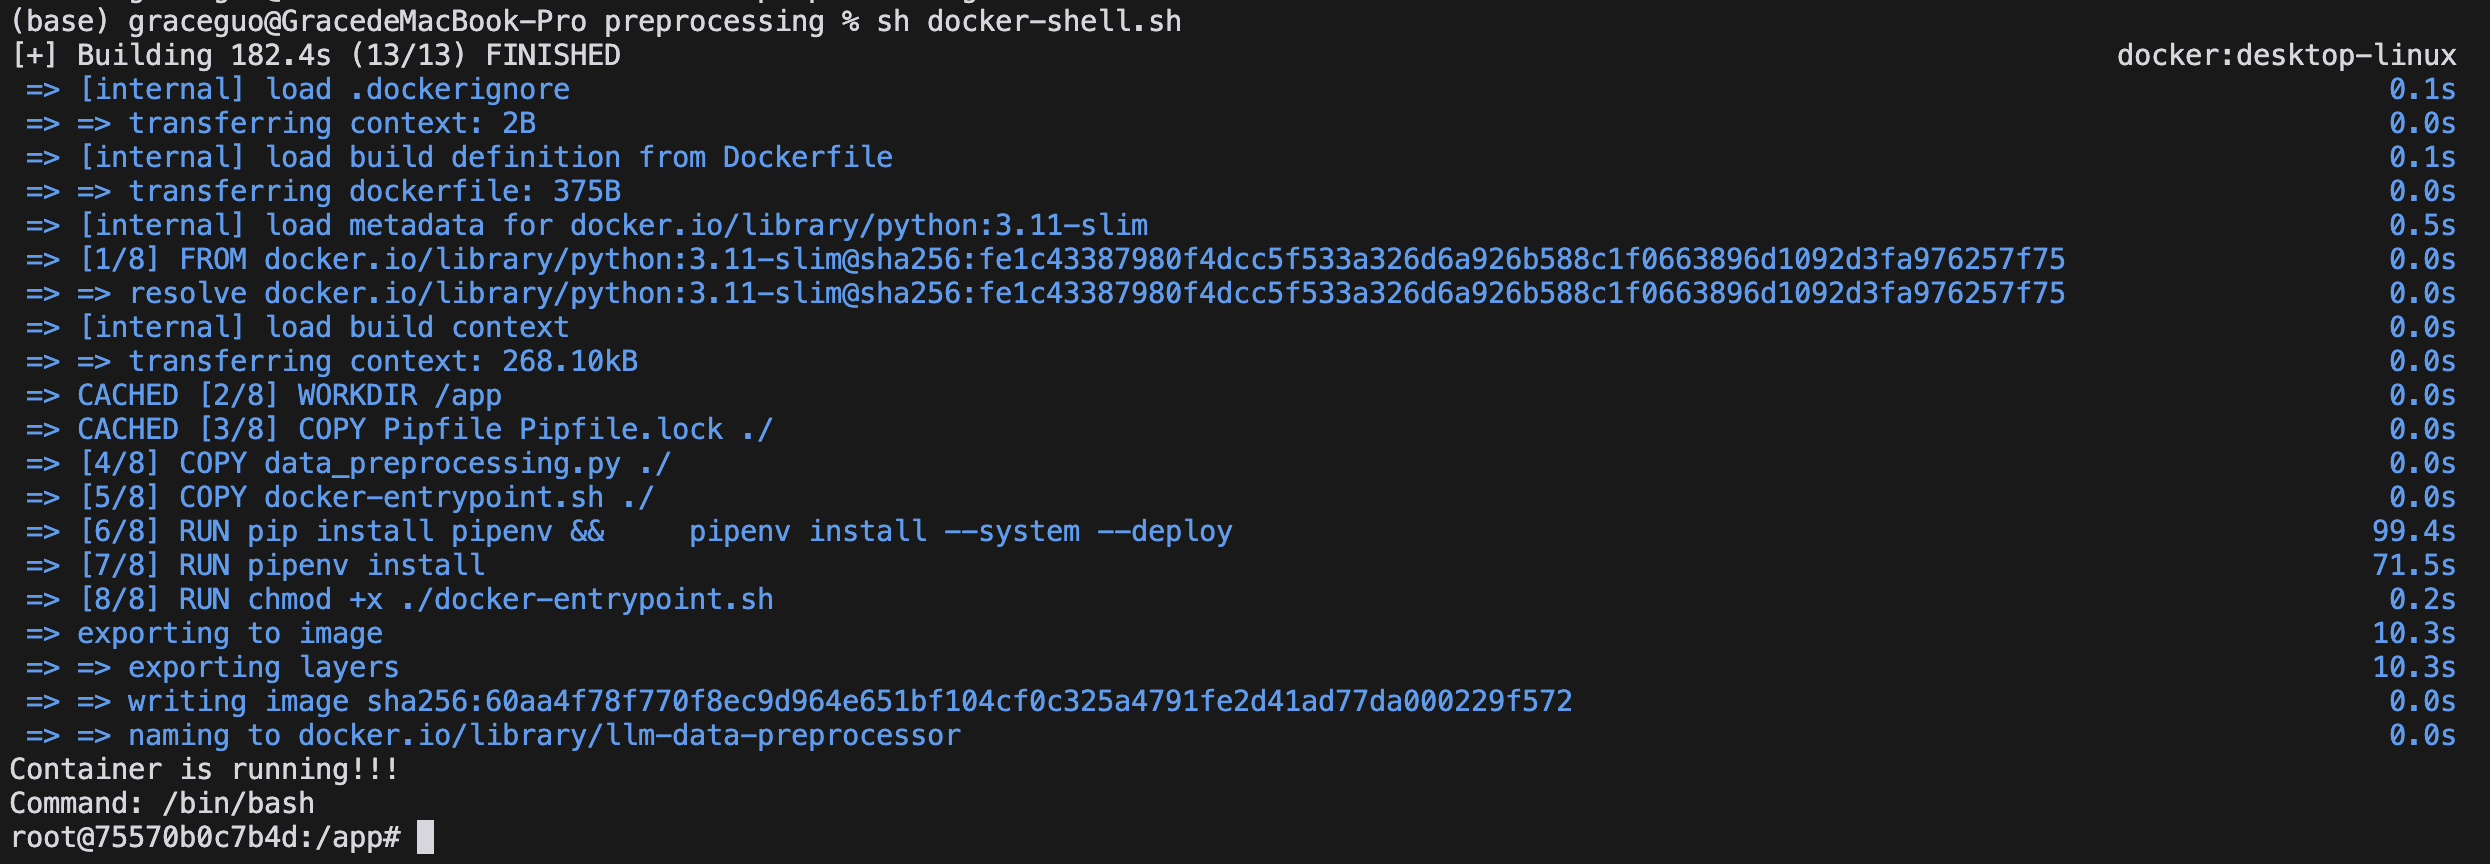 (base) graceguo@GracedeMacBook-Pro preprocessing % sh docker-shell.sh
[+] Building 182.4s (13/13) FINISHED docker:desktop-linux
=> [internal] load .dockerignore 0.1s
=> => transferring context: 2B 0.0s
=> [internal] load build definition from Dockerfile 0.1s
=> => transferring dockerfile: 375B 0.0s
=> [internal] load metadata for docker.io/library/python:3.11-slim 0.5s
=> [1/8] FROM docker.io/library/python:3.11-slim@sha256:fe1c43387980f4dcc5f533a326d6a926b588c1f0663896d1092d3fa976257f75 0.0s
=> => resolve docker.io/library/python:3.11-slim@sha256:fe1c43387980f4dcc5f533a326d6a926b588c1f0663896d1092d3fa976257f75 0.0s
=> [internal] load build context 0.0s
=> => transferring context: 268.10kB 0.0s
=> CACHED [2/8] WORKDIR /app 0.0s
=> CACHED [3/8] COPY Pipfile Pipfile.lock ./ 0.0s
=> [4/8] COPY data_preprocessing.py ./ 0.0s
=> [5/8] COPY docker-entrypoint.sh ./ 0.0s
=> [6/8] RUN pip install pipenv &&     pipenv install --system --deploy 99.4s
=> [7/8] RUN pipenv install 71.5s
=> [8/8] RUN chmod +x ./docker-entrypoint.sh 0.2s
=> exporting to image 10.3s
=> => exporting layers 10.3s
=> => writing image sha256:60aa4f78f770f8ec9d964e651bf104cf0c325a4791fe2d41ad77da000229f572 0.0s
=> => naming to docker.io/library/llm-data-preprocessor 0.0s
Container is running!!!
Command: /bin/bash
root@75570b0c7b4d:/app#